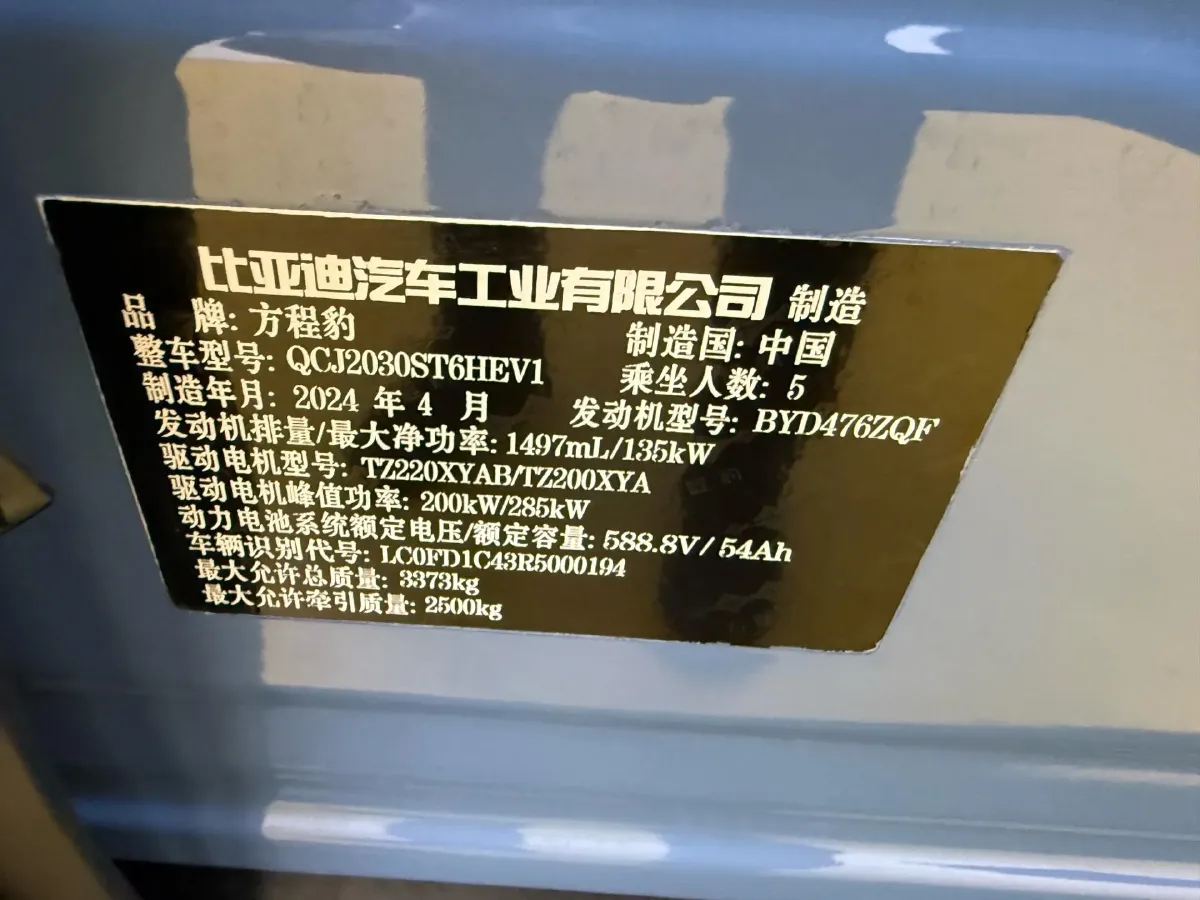 比亚迪汽车工业有限公司 制造
品 牌: 方程豹 制造国: 中国
整车型号: QCJ2030ST6HEV1 乘坐人数: 5
制造年月: 2024 年 4 月 发动机型号: BYD476ZQF
发动机排量/最大净功率: 1497mL/135kW
驱动电机型号: TZ220XYAB/TZ200XYA
驱动电机峰值功率: 200kW/285kW
动力电池系统额定电压/额定容量: 588.8V/54Ah
车辆识别代号: LC0FD1C43R5000194
最大允许总质量: 3373kg
最大允许牵引质量: 2500kg